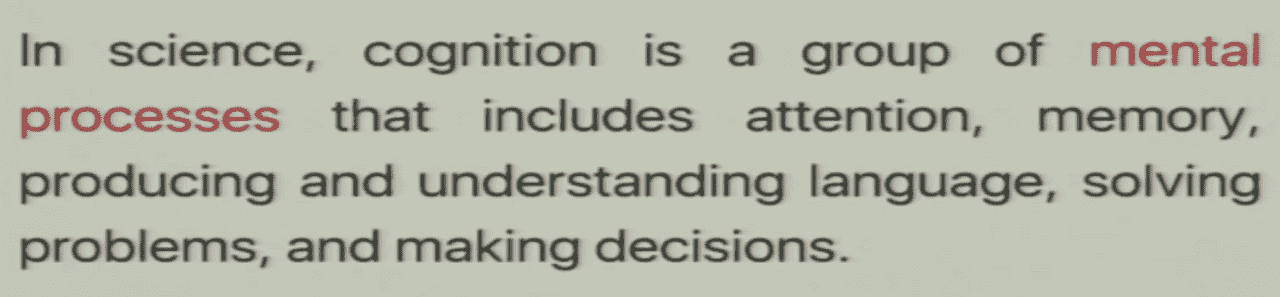 In science, cognition is a group of mental
processes that includes attention, memory,
producing and understanding language, solving
problems, and making decisions.